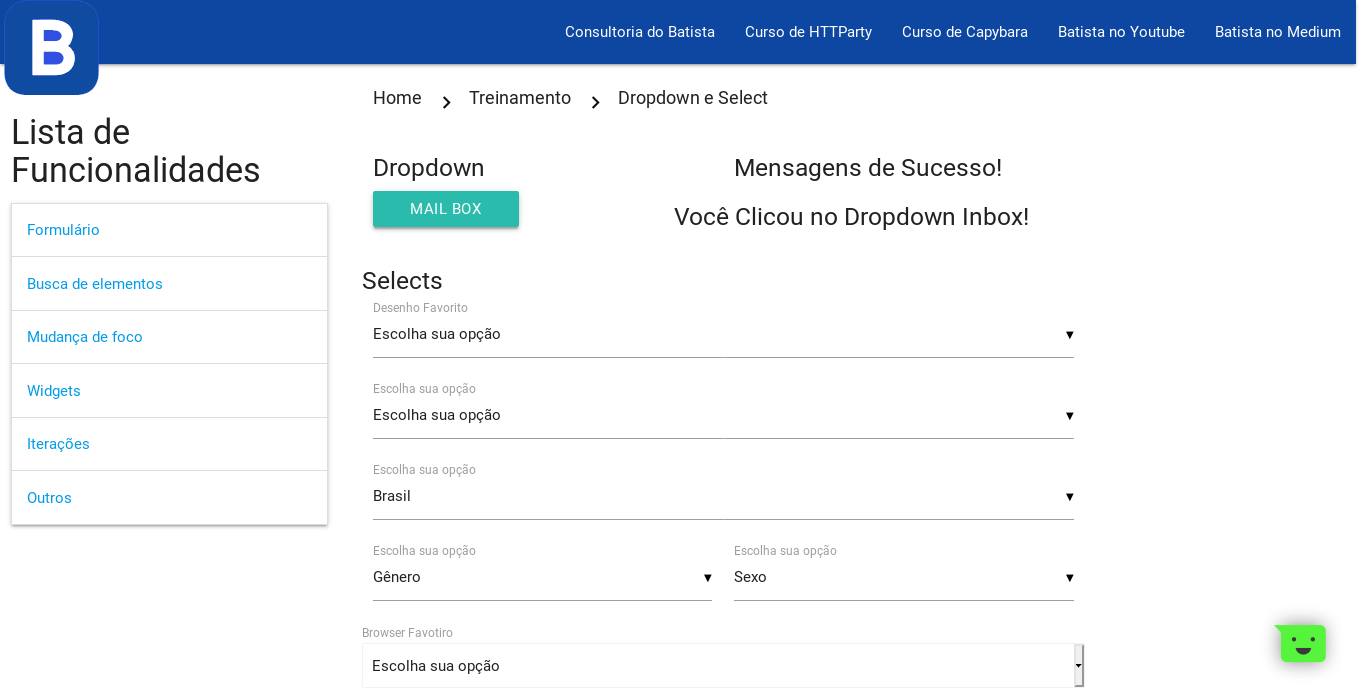 B
Consultoria do Batista
Curso de HTTParty
Curso de Capybara
Batista no Youtube
Batista no Medium
Home
Treinamento
Dropdown e Select
Lista de
Funcionalidades
Formulário
Busca de elementos
Mudança de foco
Widgets
Iterações
Outros
Dropdown
MAIL BOX
Mensagens de Sucesso!
Você Clicou no Dropdown Inbox!
Selects
Desenho Favorito
Escolha sua opção
Escolha sua opção
Escolha sua opção
Escolha sua opção
Brasil
Escolha sua opção
Gênero
Escolha sua opção
Sexo
Browser Favotiro
Escolha sua opção